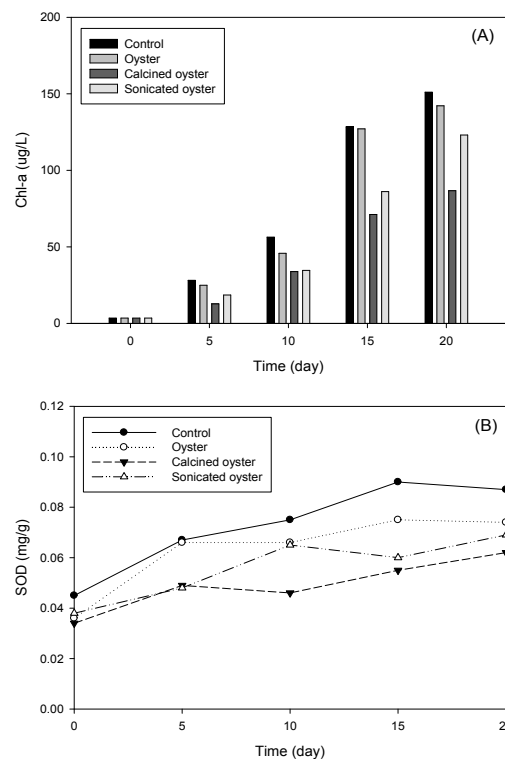 200
(A)
Control
Oyster
Calcined oyster
Sonicated oyster
150
100
50
0
Chl-a (ug/L)
0 5 10 15 20
Time (day)
0.12
(B)
Control
Oyster
Calcined oyster
Sonicated oyster
0.10
0.08
0.06
0.04
0.02
0.00
SOD (mg/g)
0 5 10 15
Time (day)